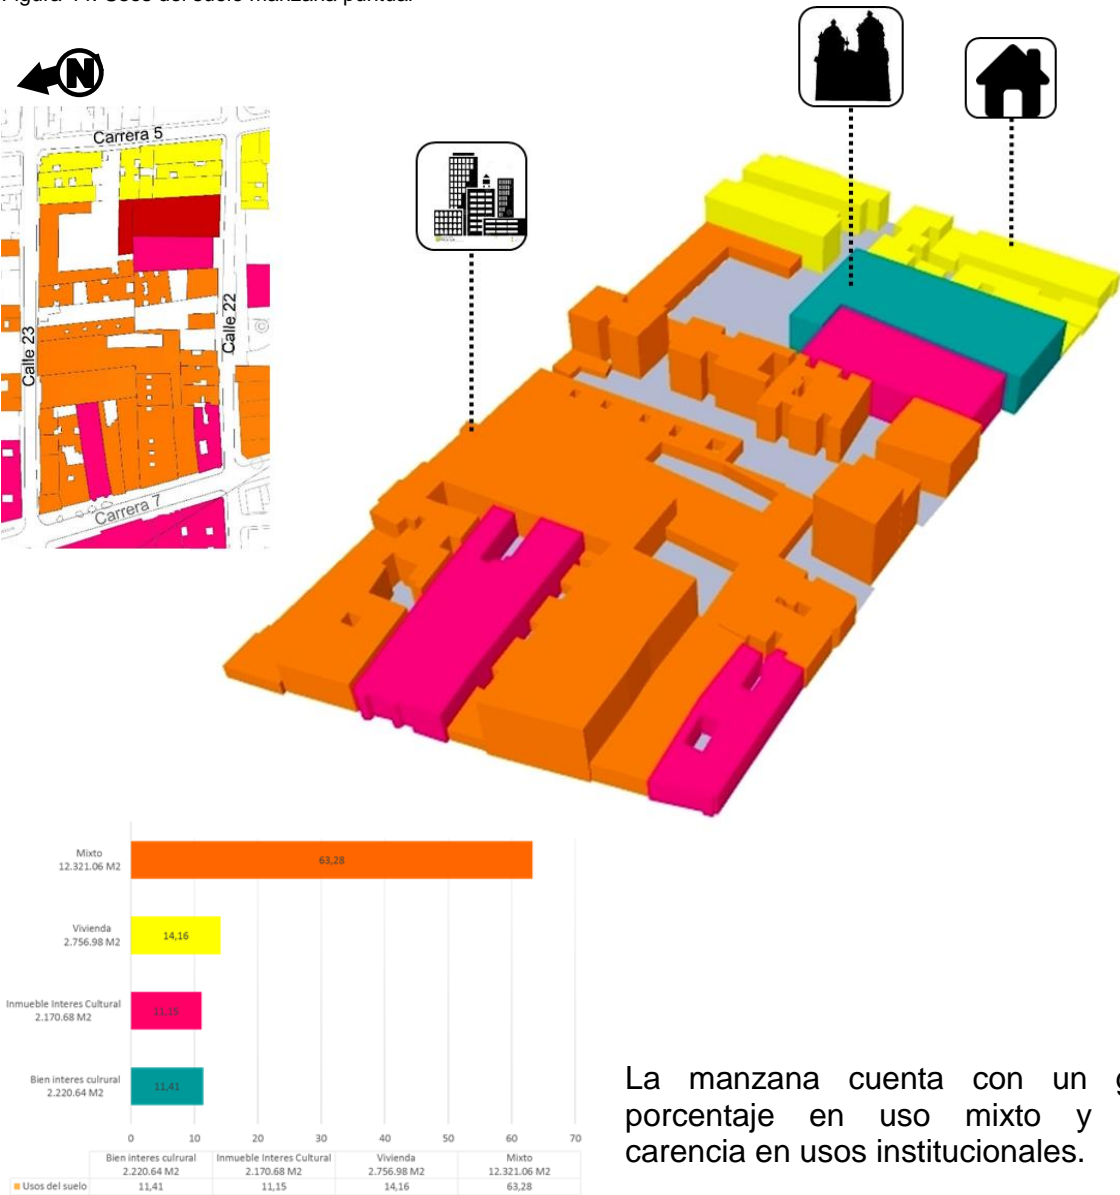 N
Carrera 5
Calle 23
Calle 22
Carrera 7
Mixto
12.321.06 M2
63,28
Vivienda
2.756.98 M2
14,16
Inmueble Interes Cultural
2.170.68 M2
11,15
Bien interes culrural
2.220.64 M2
11,41
0 10 20 30 40 50 60 70
Bien interes culrural Inmueble Interes Cultural Vivienda Mixto
2.220.64 M2 2.170.68 M2 2.756.98 M2 12.321.06 M2
Usos del suelo 11,41 11,15 14,16 63,28
La manzana cuenta con un
porcentaje en uso mixto y
carencia en usos institucionales.